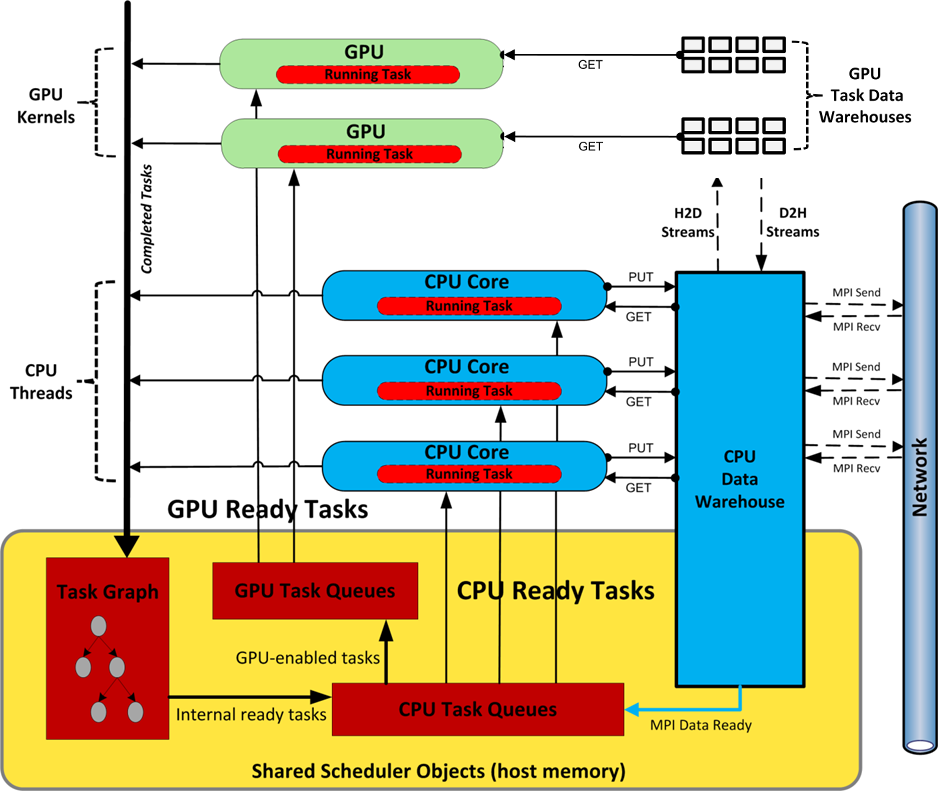 GPU
Running Task
GET
GPU
Task Data
Warehouses
GPU
Kernels
GPU
Running Task
GET
Completed Tasks
H2D
Streams
D2H
Streams
CPU Core
Running Task
PUT
GET
MPI Send
MPI Recv
CPU
Threads
CPU Core
Running Task
PUT
GET
MPI Send
MPI Recv
CPU Core
Running Task
PUT
GET
MPI Send
MPI Recv
CPU
Data
Warehouse
Network
GPU Ready Tasks
Task Graph
GPU Task Queues
CPU Ready Tasks
GPU-enabled tasks
Internal ready tasks
CPU Task Queues
MPI Data Ready
Shared Scheduler Objects (host memory)